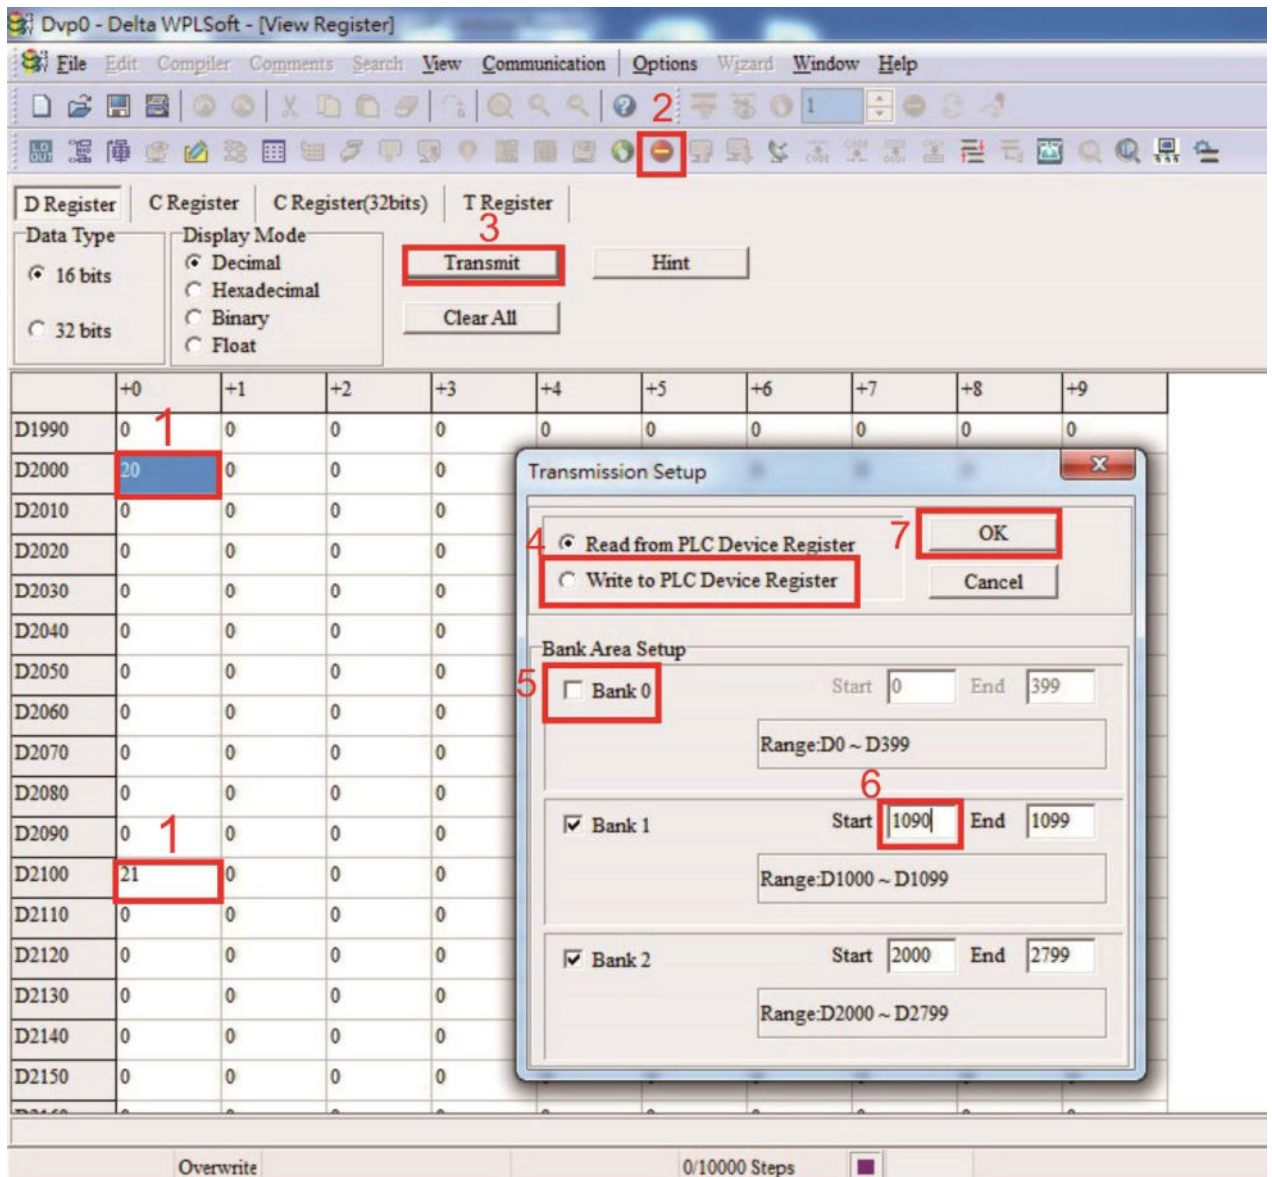 Dvp0 - Delta WPLSoft - [View Register]
File Edit Compiler Comments Search View Communication Options Wizard Window Help
2 1
D Register C Register C Register(32bits) T Register
3
Data Type Display Mode
16 bits Decimal Transmit Hint
Hexadecimal
32 bits Binary Clear All
Float
+0 +1 +2 +3 +4 +5 +6 +7 +8 +9
1
D1990 0 0 0 0 0 0 0 0 0 0
D2000 20 0 0 0
D2010 0 0 0 0
D2020 0 0 0 0
D2030 0 0 0 0
D2040 0 0 0 0
D2050 0 0 0 0
D2060 0 0 0 0
D2070 0 0 0 0
D2080 0 0 0 0
1
D2090 0 0 0 0
D2100 21 0 0 0
D2110 0 0 0 0
D2120 0 0 0 0
D2130 0 0 0 0
D2140 0 0 0 0
D2150 0 0 0 0
Transmission Setup
4 Read from PLC Device Register 7 OK
Write to PLC Device Register Cancel
Bank Area Setup
5 Bank 0 Start 0 End 399
Range:D0 ~ D399
6
Bank 1 Start 1090 End 1099
Range:D1000 ~ D1099
Bank 2 Start 2000 End 2799
Range:D2000 ~ D2799
Overwrite 0/10000 Steps